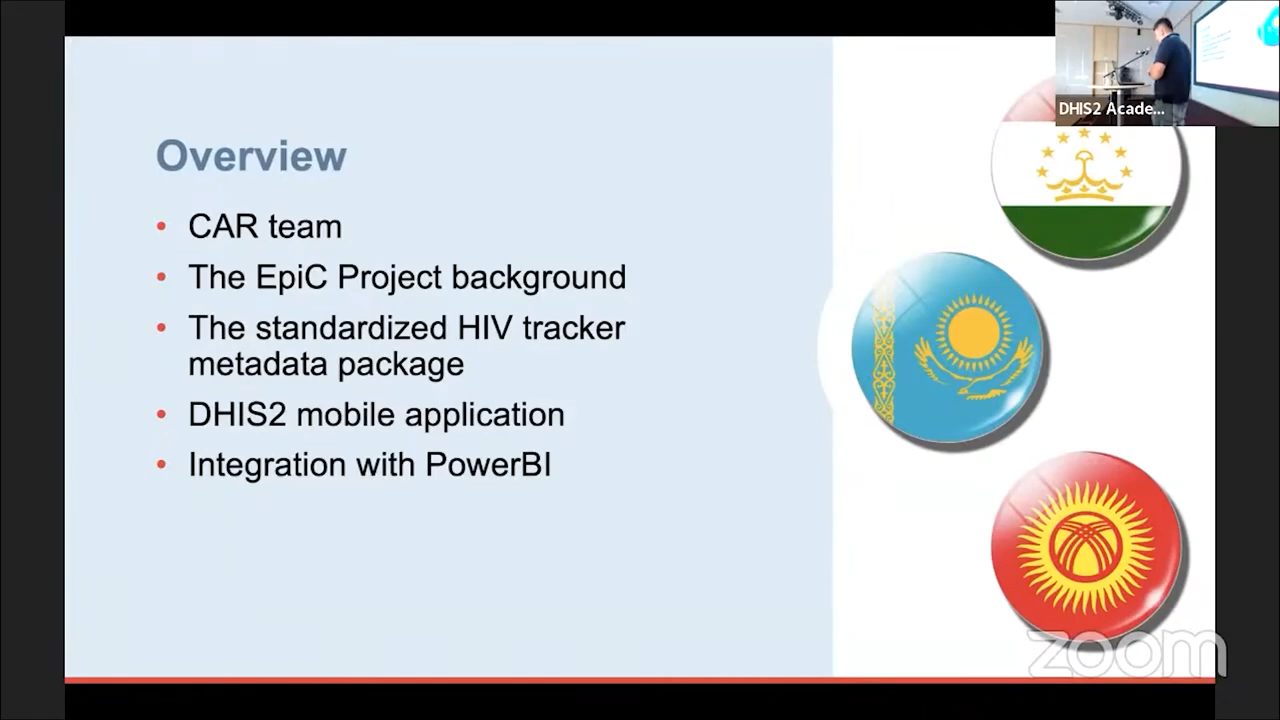 DHIS2 Acade...
Overview
• CAR team
• The EpiC Project background
• The standardized HIV tracker
metadata package
• DHIS2 mobile application
• Integration with PowerBI
zoom